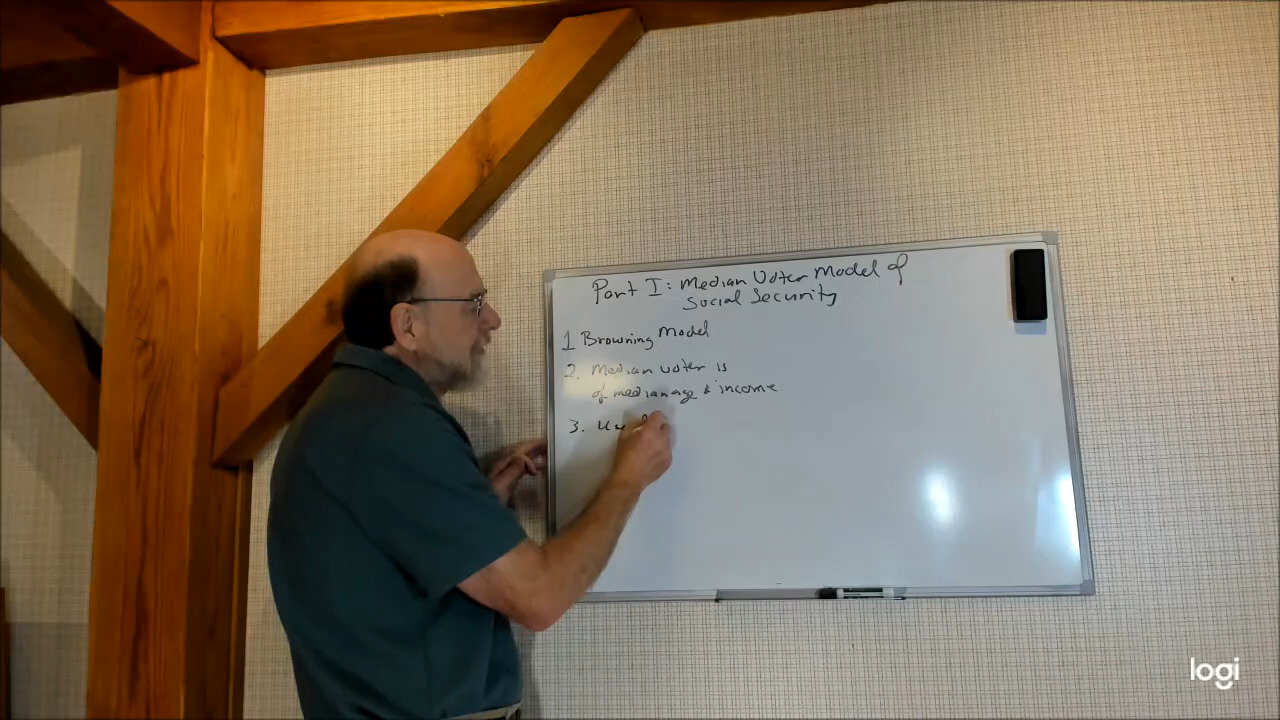 Part I: Median Voter Model of
Social Security
1 Browning Model
2. Median voter is
of median age & income
3.
logi